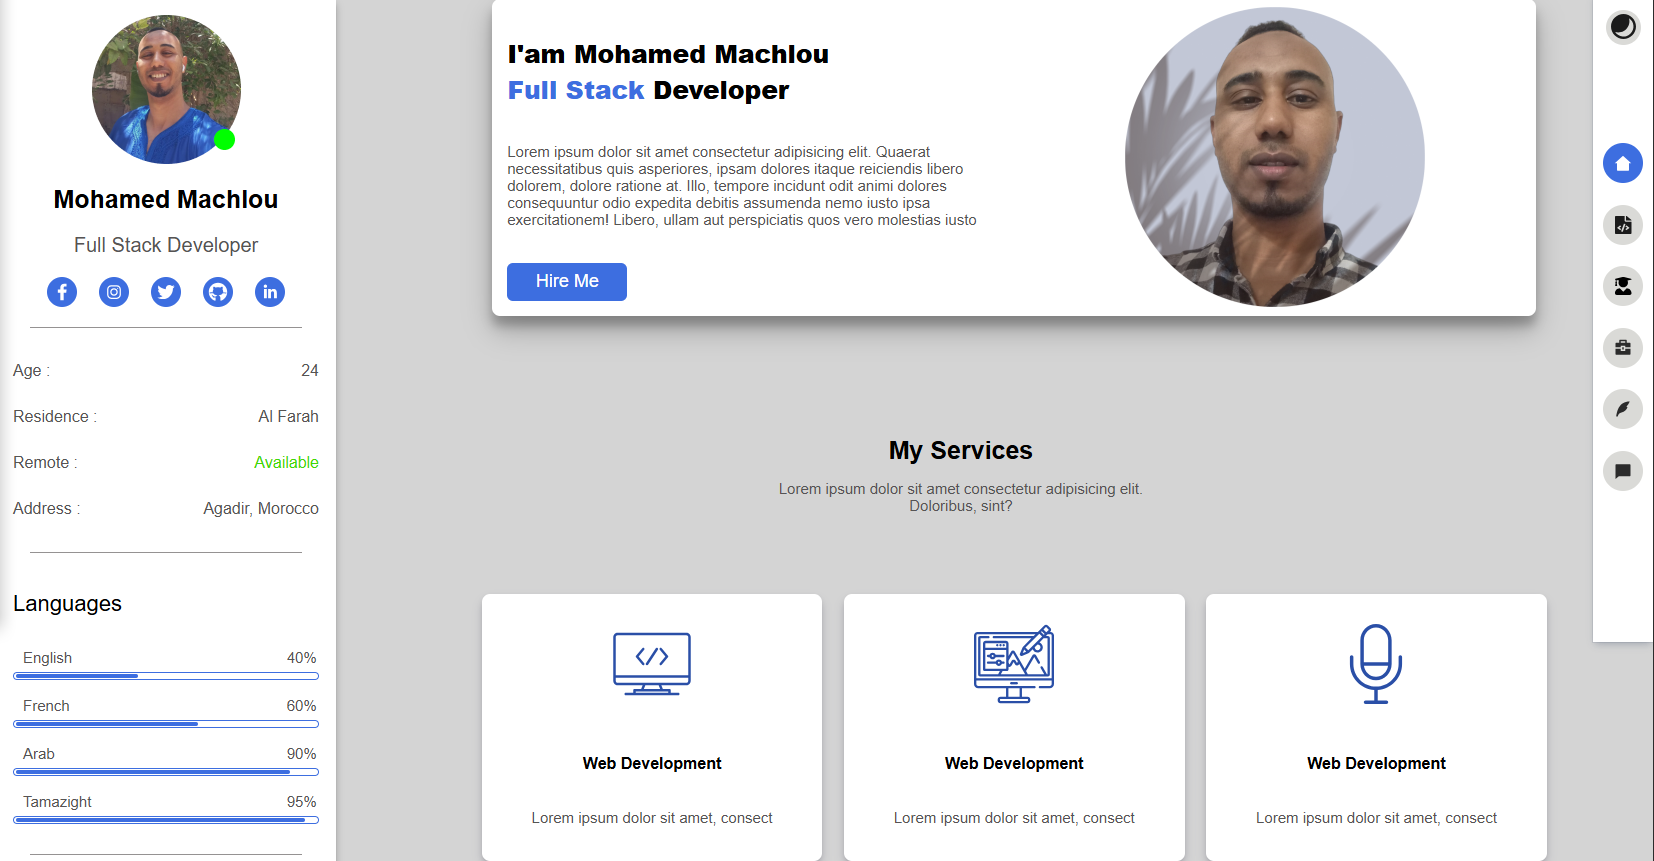 Mohamed Machlou
Full Stack Developer
Age : 24
Residence : Al Farah
Remote : Available
Address : Agadir, Morocco
Languages
English 40%
French 60%
Arab 90%
Tamazight 95%
I'am Mohamed Machlou
Full Stack Developer
Lorem ipsum dolor sit amet consectetur adipisicing elit. Quaerat
necessitatibus quis asperiores, ipsam dolores itaque reiciendis libero
dolorem, dolore ratione at. Illo, tempore incidunt odit animi dolores
consequuntur odio expedita debitis assumenda nemo iusto ipsa
exercitationem! Libero, ullam aut perspiciatis quos vero molestias iusto
Hire Me
My Services
Lorem ipsum dolor sit amet consectetur adipisicing elit.
Doloribus, sint?
Web Development
Lorem ipsum dolor sit amet, consect
Web Development
Lorem ipsum dolor sit amet, consect
Web Development
Lorem ipsum dolor sit amet, consect